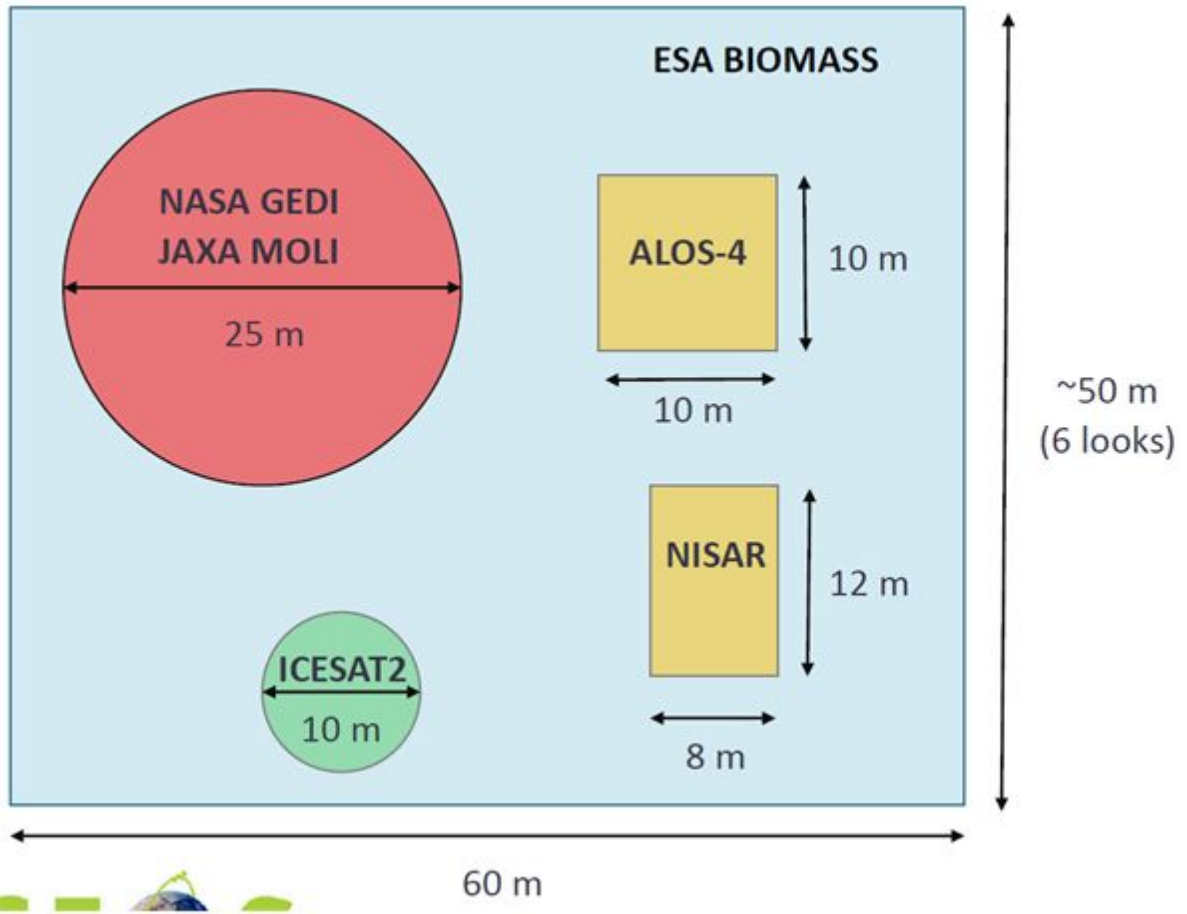 ESA BIOMASS
NASA GEDI
JAXA MOLI
25 m
ALOS-4
10 m
10 m
~50 m
(6 looks)
NISAR
12 m
8 m
ICESAT2
10 m
60 m